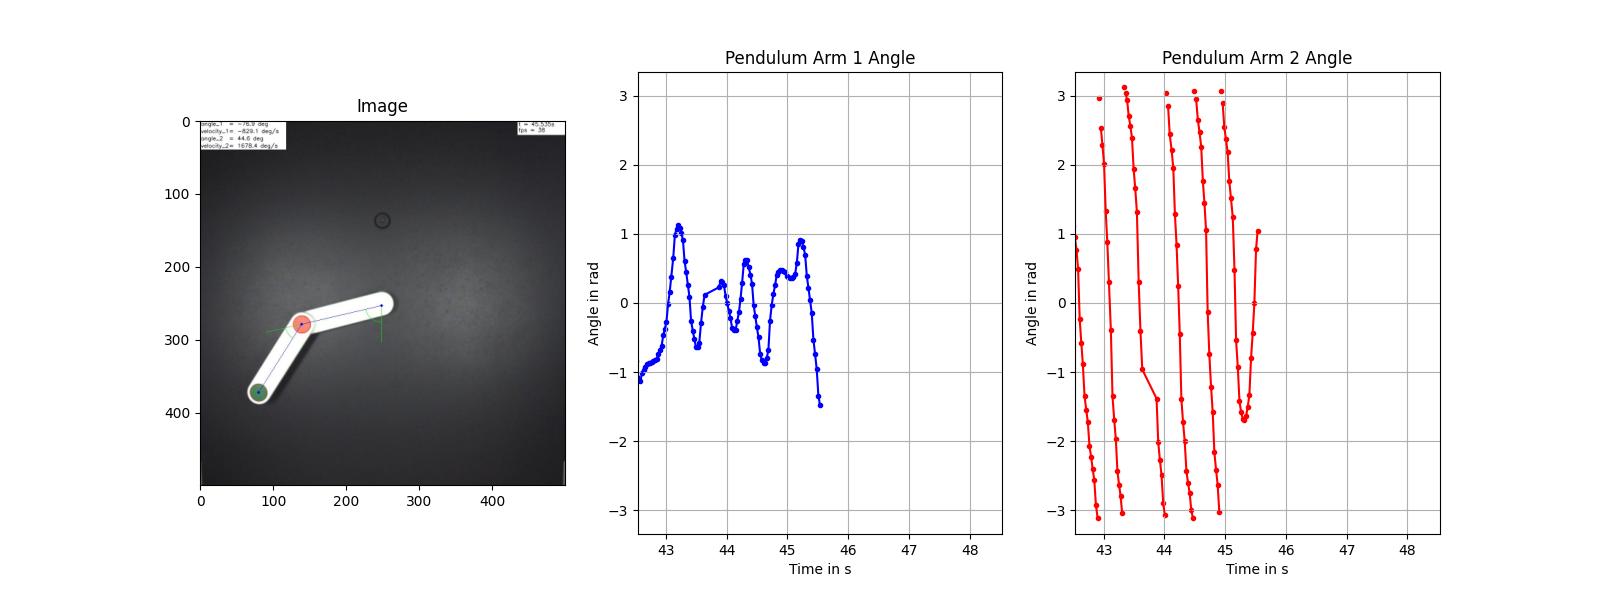 Image
angle_1 = -76.9 deg
velocity_1= -829.1 deg/s
angle_2 = 44.6 deg
velocity_2= 1678.4 deg/s
t = 45.535s
fps = 38
0
100
200
300
400
0 100 200 300 400
Pendulum Arm 1 Angle
Angle in rad
3
2
1
0
−1
−2
−3
43 44 45 46 47 48
Time in s
Pendulum Arm 2 Angle
Angle in rad
3
2
1
0
−1
−2
−3
43 44 45 46 47 48
Time in s